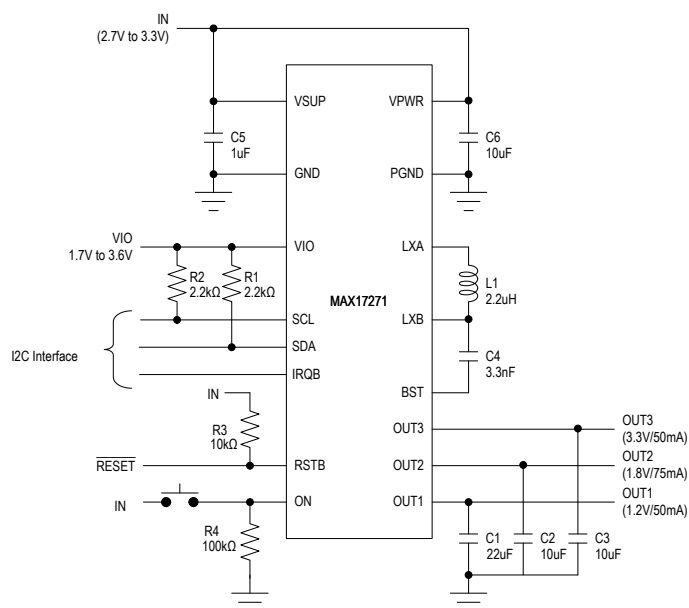 IN
(2.7V to 3.3V)
VSUP
VPWR
C5
1uF
C6
10uF
GND
PGND
VIO
1.7V to 3.6V
VIO
LXA
R2
2.2kΩ
R1
2.2kΩ
L1
2.2uH
MAX17271
SCL
LXB
I2C Interface
SDA
C4
3.3nF
IRQB
IN
BST
R3
10kΩ
OUT3
OUT3
(3.3V/50mA)
RESET
RSTB
OUT2
OUT2
(1.8V/75mA)
IN
ON
OUT1
OUT1
(1.2V/50mA)
R4
100kΩ
C1
22uF
C2
10uF
C3
10uF